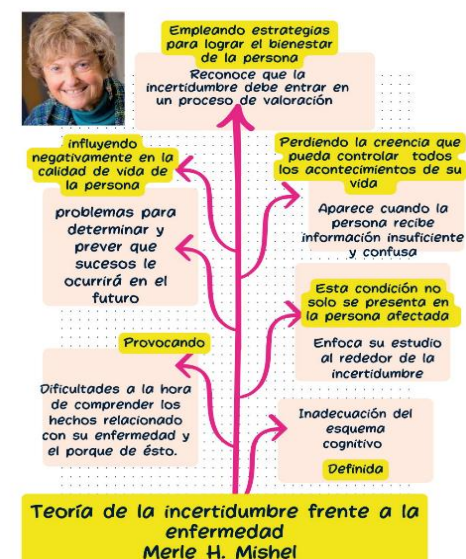 Empleando estrategias
para lograr el bienestar
de la persona
Reconoce que la
incertidumbre debe entrar en
un proceso de valoración
influyendo
negativamente en la
calidad de vida de
la persona
Perdiendo la creencia que
pueda controlar todos
los acontecimientos de su
vida
problemas para
determinar y
prever que
sucesos le
ocurrirá en el
futuro
Aparece cuando la
persona recibe
información insuficiente
y confusa
Esta condición no
solo se presenta en
la persona afectada
Provocando
Enfoca su estudio
al rededor de la
incertidumbre
Dificultades a la hora
de comprender los
hechos relacionado
con su enfermedad y
el porque de ésto.
Inadecuación del
esquema
cognitivo
Definida
Teoría de la incertidumbre frente a la
enfermedad
Merle H. Mishel